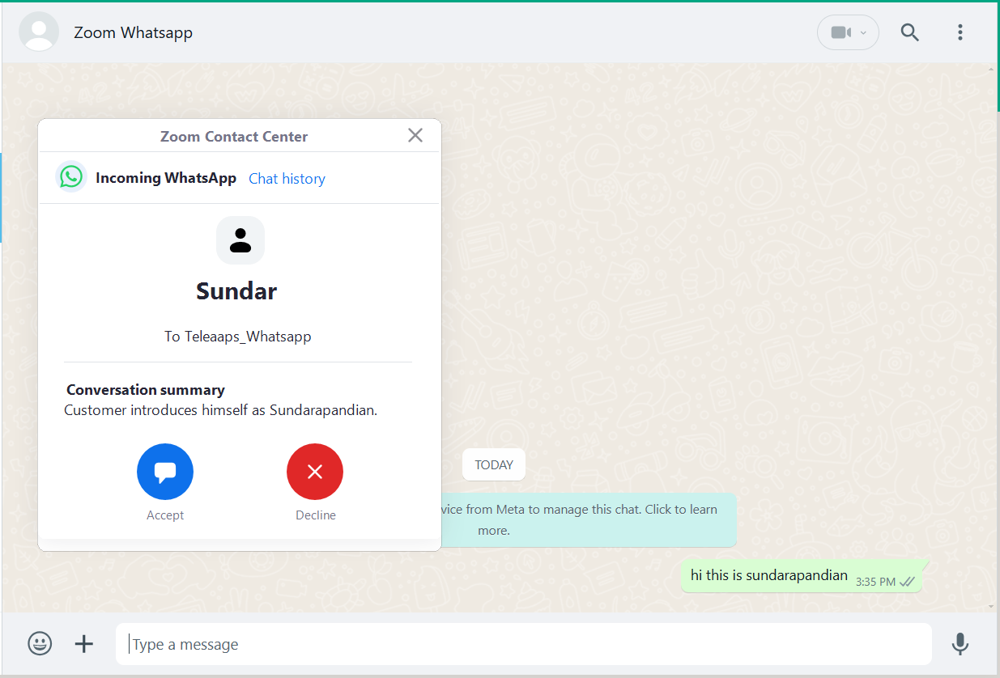 Zoom Whatsapp
Zoom Contact Center
Incoming WhatsApp Chat history
Sundar
To Teleaaps_Whatsapp
Conversation summary
Customer introduces himself as Sundarapandian.
Accept Decline
TODAY
from Meta to manage this chat. Click to learn
more.
hi this is sundarapandian 3:35 PM
Type a message